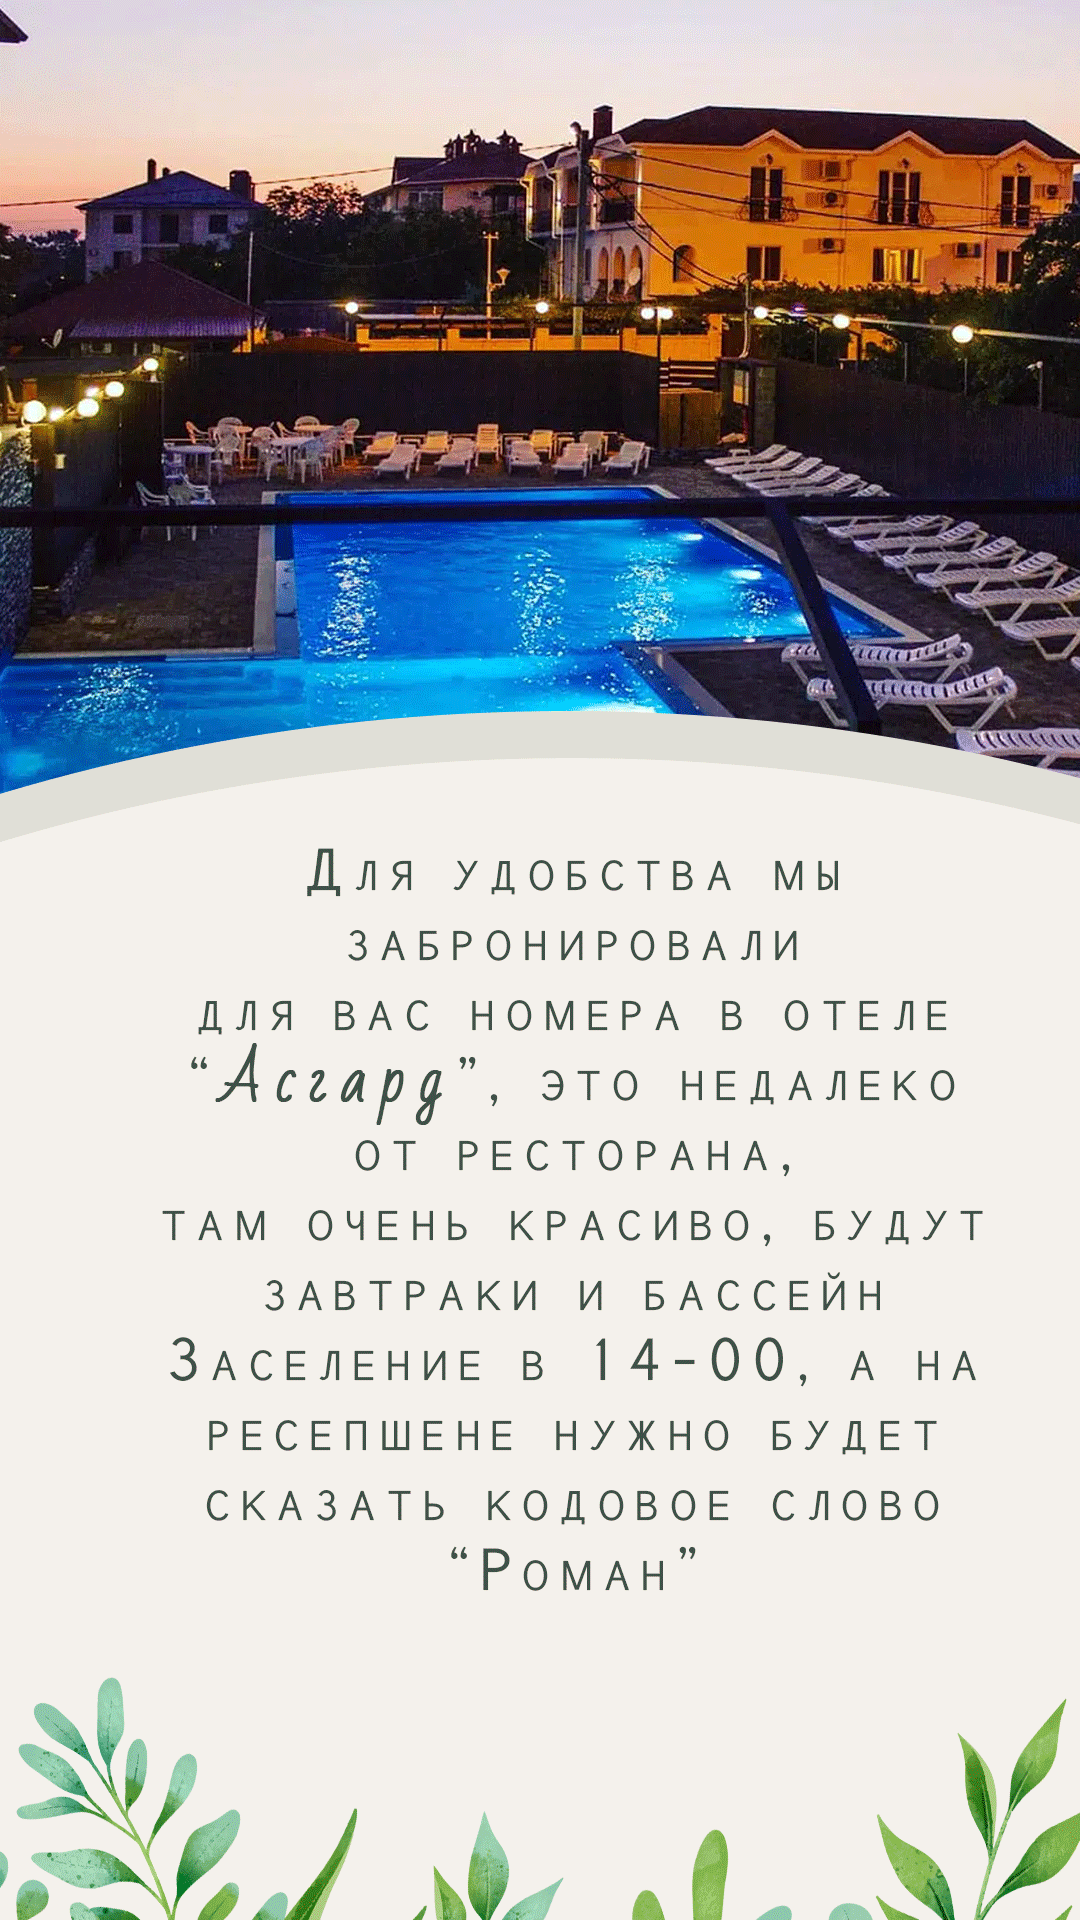 Для удобства мы
забронировали
для вас номера в отеле
“Асгард”, это недалеко
от ресторана,
там очень красиво, будут
завтраки и бассейн
Заселение в 14-00, а на
ресепшене нужно будет
сказать кодовое слово
“Роман”